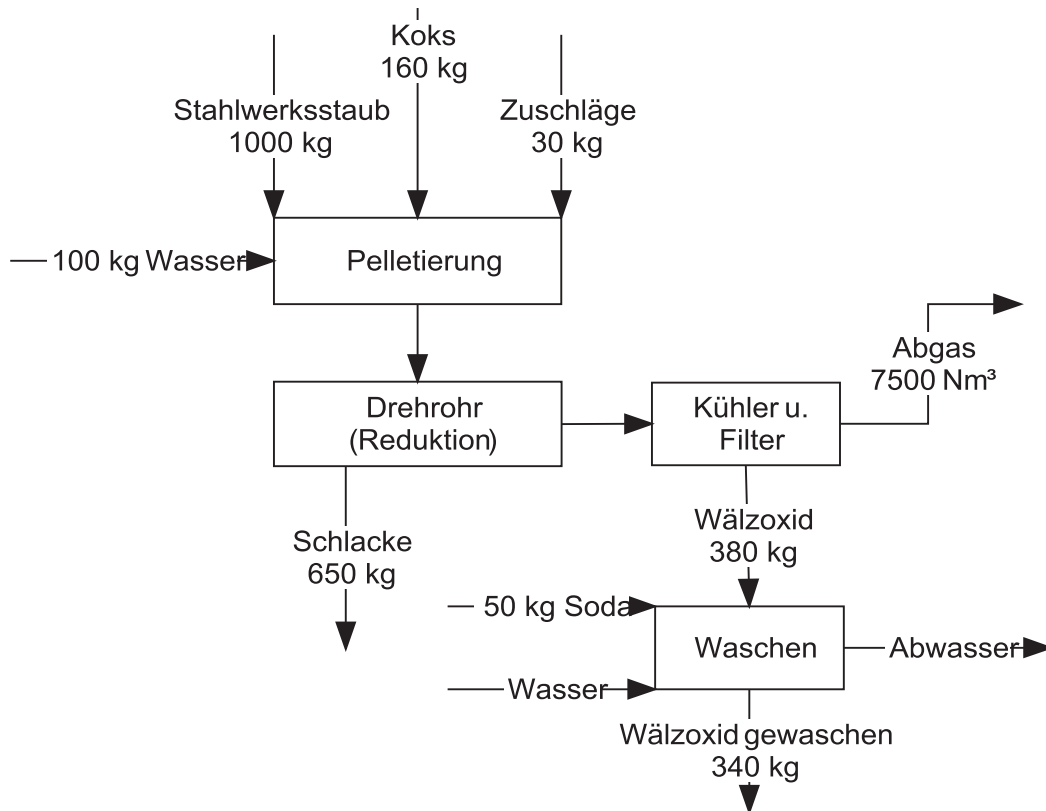 Koks
160 kg
Stahlwerksstaub
1000 kg
Zuschläge
30 kg
100 kg Wasser
Pelletierung
Abgas
7500 Nm³
Drehrohr
(Reduktion)
Kühler u.
Filter
Schlacke
650 kg
Wälzoxid
380 kg
50 kg Soda
Waschen
Abwasser
Wasser
Wälzoxid gewaschen
340 kg